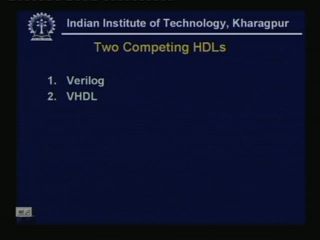 Indian Institute of Technology, Kharagpur
Two Competing HDLs
1. Verilog
2. VHDL